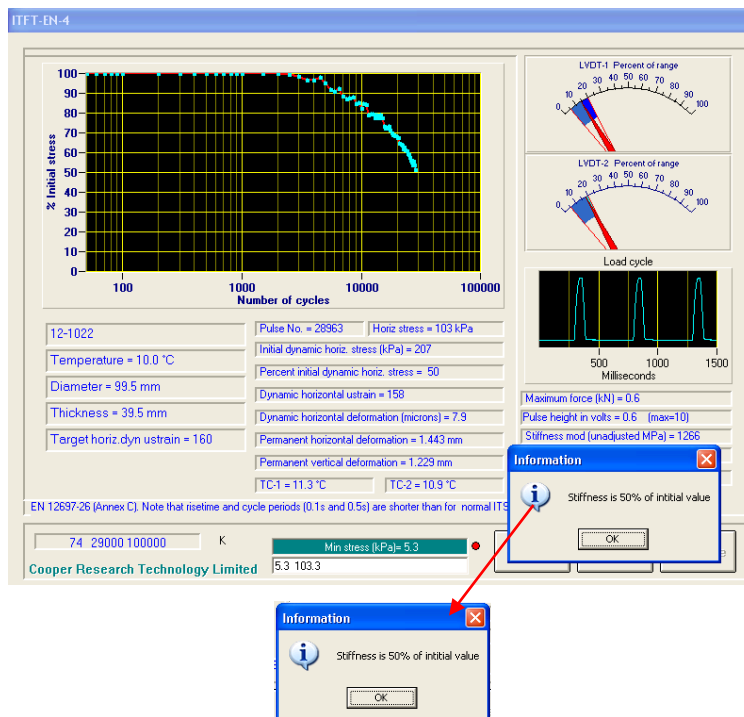 ITFT-EN-4
100
90
80
70
60
50
40
30
20
10
0
% Initial stress
100 1000 10000 100000
Number of cycles
LVDT-1 Percent of range
0 10 20 30 40 50 60 70 80 90 100
LVDT-2 Percent of range
0 10 20 30 40 50 60 70 80 90 100
Load cycle
500 1000 1500
Milliseconds
12-1022
Temperature = 10.0 °C
Diameter = 99.5 mm
Thickness = 39.5 mm
Target horiz.dyn ustrain = 160
Pulse No. = 28963 Horiz stress = 103 kPa
Initial dynamic horiz. stress (kPa) = 207
Percent initial dynamic horiz. stress = 50
Dynamic horizontal ustrain = 158
Dynamic horizontal deformation (microns) = 7.9
Permanent horizontal deformation = 1.443 mm
Permanent vertical deformation = 1.229 mm
TC-1 = 11.3 °C TC-2 = 10.9 °C
Maximum force (kN) = 0.6
Pulse height in volts = 0.6 (max=10)
Stiffness mod (unadjusted MPa) = 1266
EN 12697-26 (Annex C). Note that risetime and cycle periods (0.1s and 0.5s) are shorter than for normal ITS
74 29000 100000 K
Cooper Research Technology Limited
Min stress (kPa)= 5.3
5.3 103.3
Information
Stiffness is 50% of intitial value
OK
Information
Stiffness is 50% of intitial value
OK